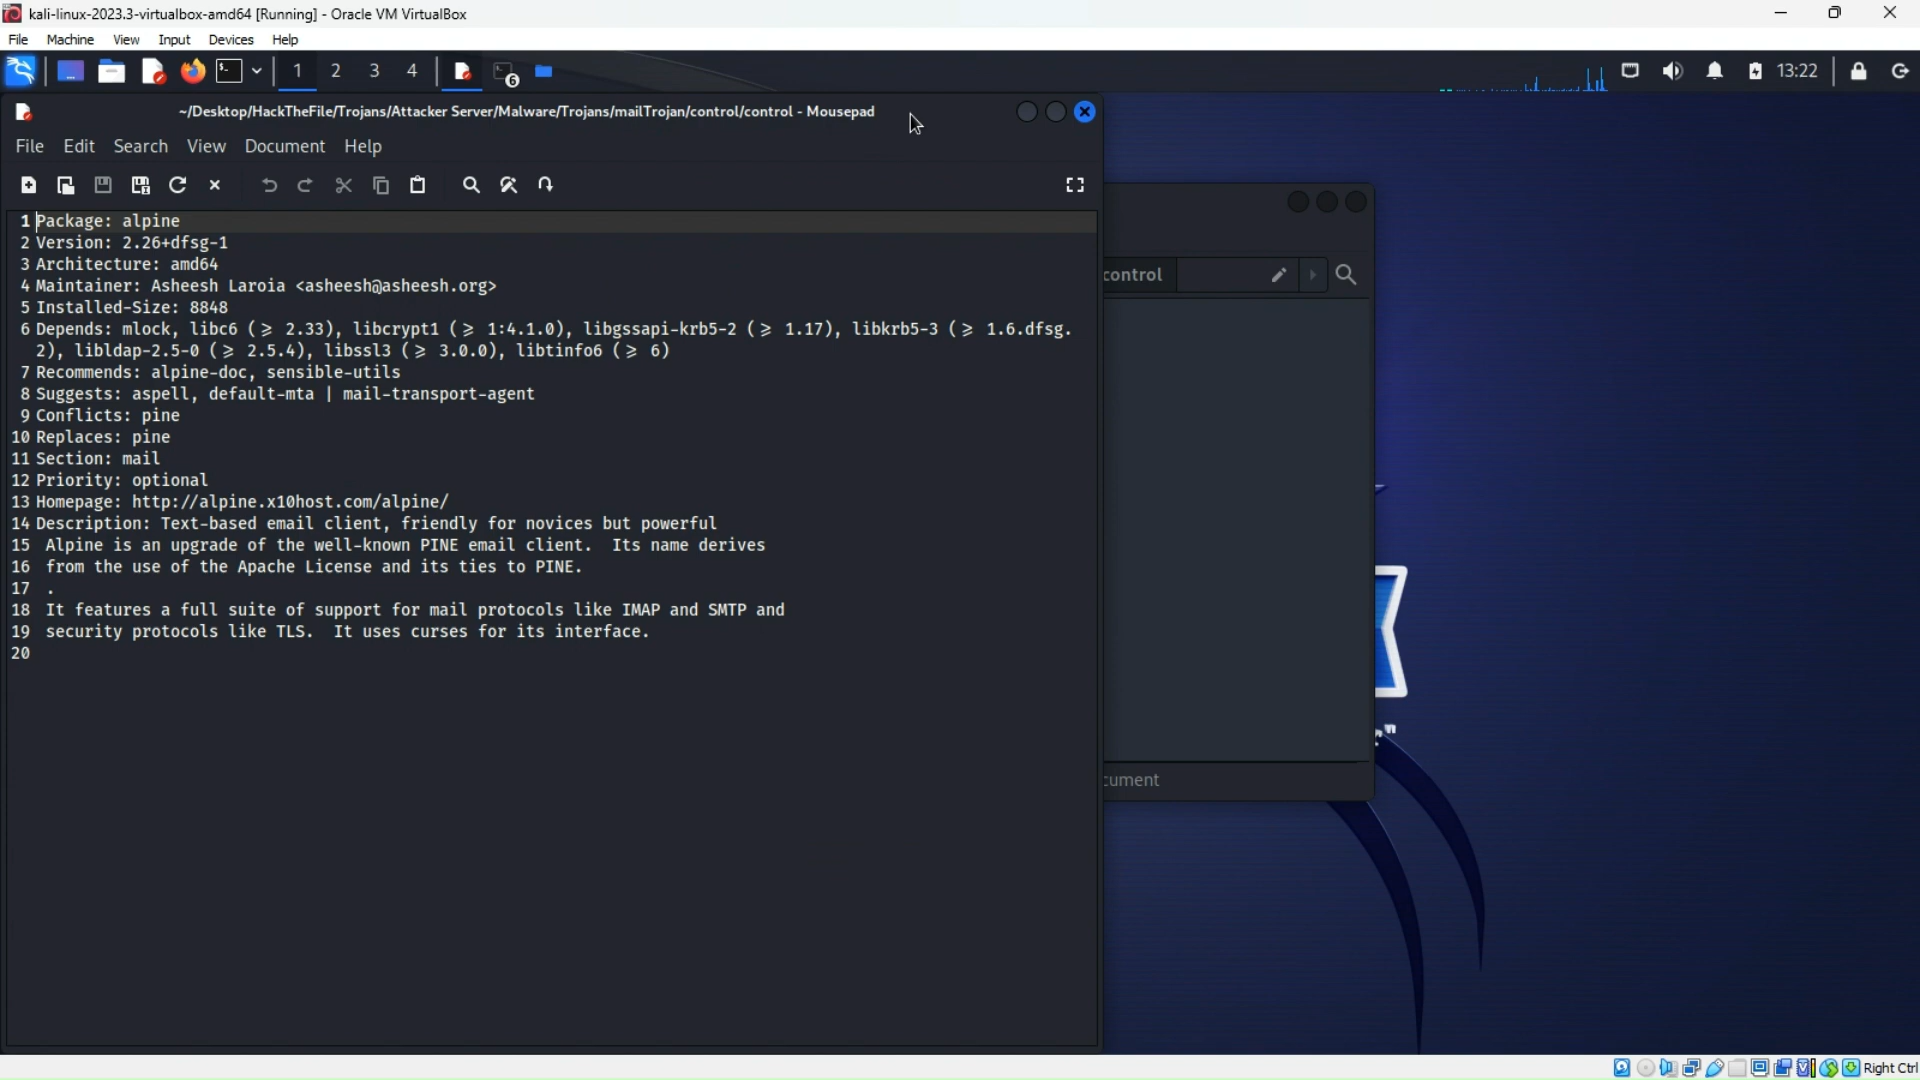 kali-linux-2023.3-virtualbox-amd64 [Running] - Oracle VM VirtualBox
File Machine View Input Devices Help
1 2 3 4 6 13:22
~/Desktop/HackTheFile/Trojans/Attacker Server/Malware/Trojans/mailTrojan/control/control - Mousepad
File Edit Search View Document Help
1 Package: alpine
2 Version: 2.26+dfsg-1
3 Architecture: amd64
4 Maintainer: Asheesh Laroia <asheesh@asheesh.org>
5 Installed-Size: 8848
6 Depends: mlock, libc6 (≥ 2.33), libcrypt1 (≥ 1:4.1.0), libgssapi-krb5-2 (≥ 1.17), libkrb5-3 (≥ 1.6.dfsg.
2), libldap-2.5-0 (≥ 2.5.4), libssl3 (≥ 3.0.0), libtinfo6 (≥ 6)
7 Recommends: alpine-doc, sensible-utils
8 Suggests: aspell, default-mta | mail-transport-agent
9 Conflicts: pine
10 Replaces: pine
11 Section: mail
12 Priority: optional
13 Homepage: http://alpine.x10host.com/alpine/
14 Description: Text-based email client, friendly for novices but powerful
15 Alpine is an upgrade of the well-known PINE email client.  Its name derives
16 from the use of the Apache License and its ties to PINE.
17 .
18 It features a full suite of support for mail protocols like IMAP and SMTP and
19 security protocols like TLS.  It uses curses for its interface.
20
control
cument
Right Ctrl